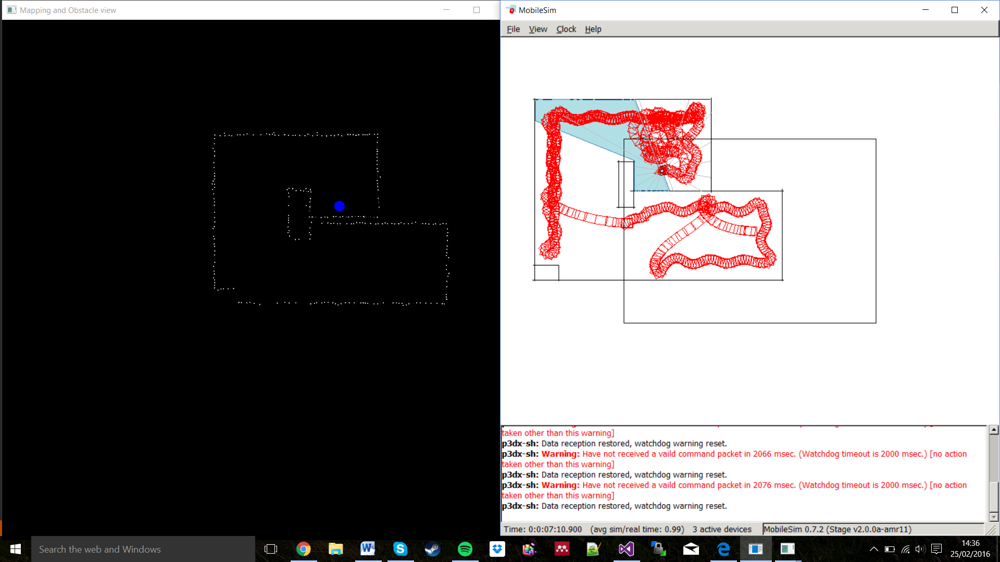 Mapping and Obstacle view
MobileSim
File View Clock Help
taken other than this warning]
p3dx-sh: Data reception restored, watchdog warning reset.
p3dx-sh: Warning: Have not received a vaild command packet in 2066 msec. (Watchdog timeout is 2000 msec.) [no action
taken other than this warning]
p3dx-sh: Data reception restored, watchdog warning reset.
p3dx-sh: Warning: Have not received a vaild command packet in 2076 msec. (Watchdog timeout is 2000 msec.) [no action
taken other than this warning]
p3dx-sh: Data reception restored, watchdog warning reset.
Time: 0:0:07:10.900 (avg sim/real time: 0.99) 3 active devices MobileSim 0.7.2 (Stage v2.0.0a-amr11)
Search the web and Windows
14:36
25/02/2016